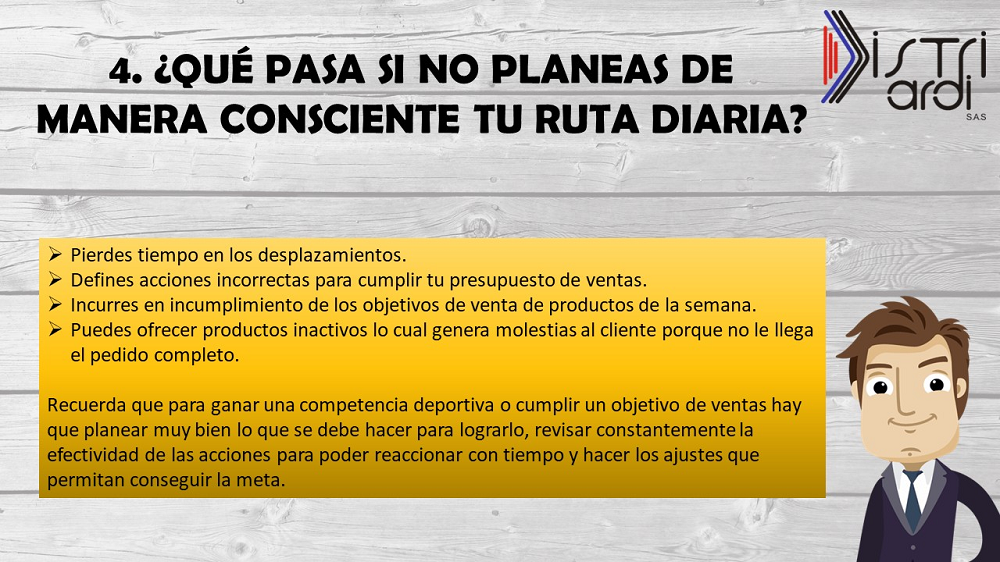 4. ¿QUÉ PASA SI NO PLANEAS DE
MANERA CONSCIENTE TU RUTA DIARIA?
Distri
ardi
S.A.S
➢ Pierdes tiempo en los desplazamientos.
➢ Defines acciones incorrectas para cumplir tu presupuesto de ventas.
➢ Incurres en incumplimiento de los objetivos de venta de productos de la semana.
➢ Puedes ofrecer productos inactivos lo cual genera molestias al cliente porque no le llega
el pedido completo.
Recuerda que para ganar una competencia deportiva o cumplir un objetivo de ventas hay
que planear muy bien lo que se debe hacer para lograrlo, revisar constantemente la
efectividad de las acciones para poder reaccionar con tiempo y hacer los ajustes que
permitan conseguir la meta.